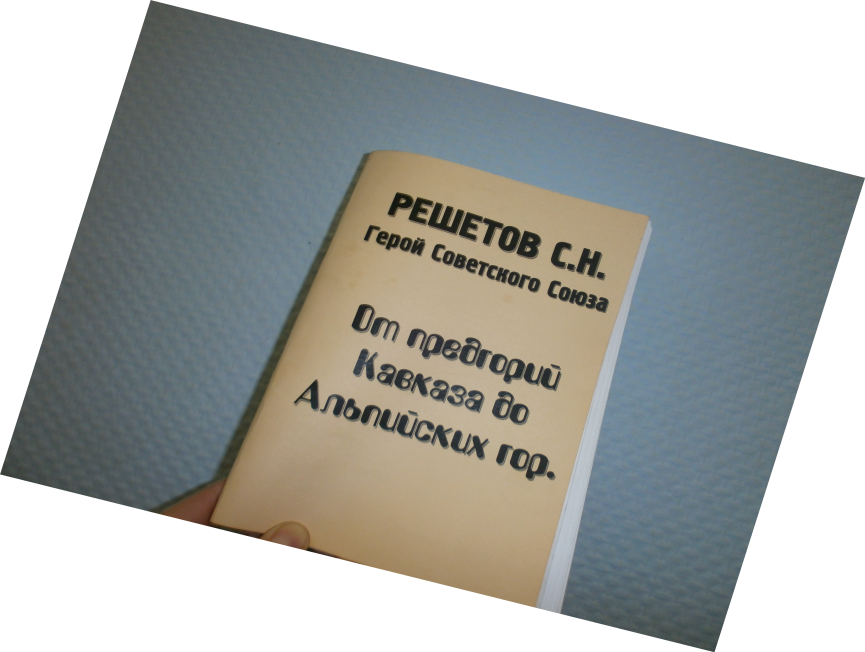 РЕШЕТОВ С.Н.
Герой Советского Союза
От предгорий
Кавказа до
Альпийских гор.